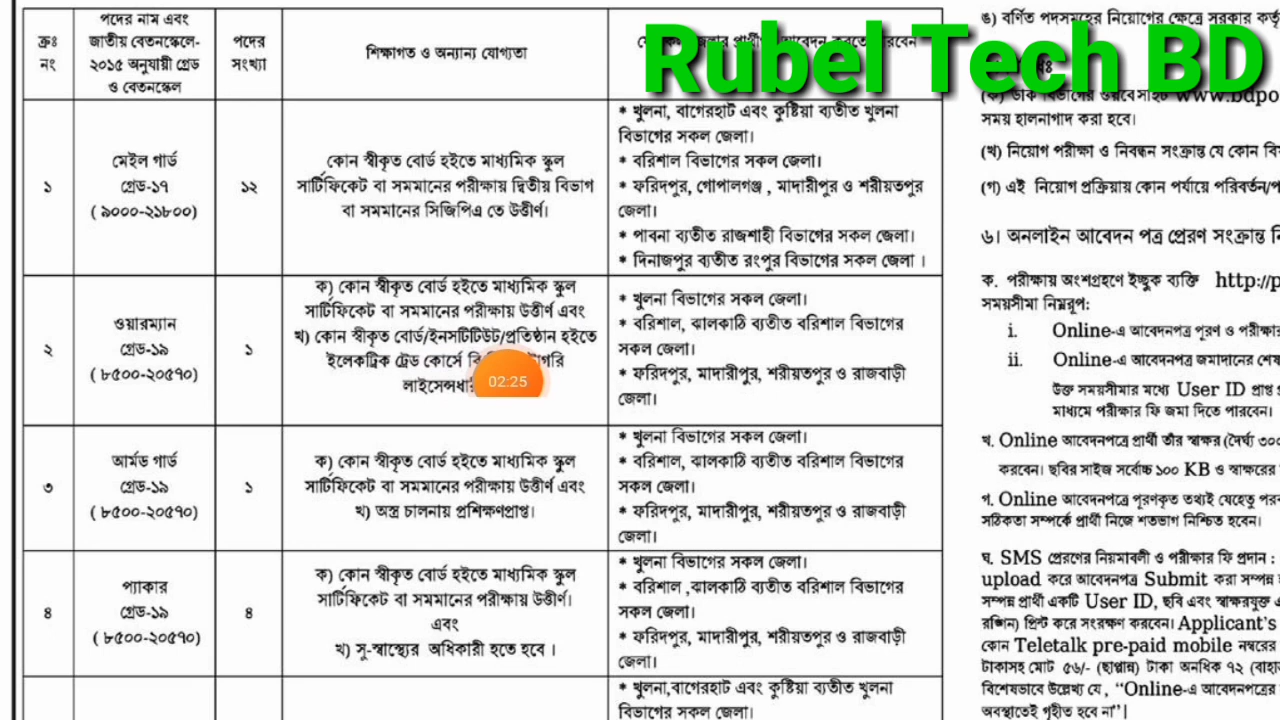 Rubel Tech BD
ক্রঃ
নং
পদের নাম এবং
জাতীয় বেতনস্কেলে-
২০১৫ অনুযায়ী গ্রেড
ও বেতনস্কেল
পদের
সংখ্যা
শিক্ষাগত ও অন্যান্য যোগ্যতা
১
মেইল গার্ড
গ্রেড-১৭
( ৯০০০-২১৮০০)
১২
কোন স্বীকৃত বোর্ড হইতে মাধ্যমিক স্কুল
সার্টিফিকেট বা সমমানের পরীক্ষায় দ্বিতীয় বিভাগ
বা সমমানের সিজিপিএ তে উত্তীর্ণ।
* খুলনা, বাগেরহাট এবং কুষ্টিয়া ব্যতীত খুলনা
বিভাগের সকল জেলা।
* বরিশাল বিভাগের সকল জেলা।
* ফরিদপুর, গোপালগঞ্জ , মাদারীপুর ও শরীয়তপুর
জেলা।
* পাবনা ব্যতীত রাজশাহী বিভাগের সকল জেলা।
* দিনাজপুর ব্যতীত রংপুর বিভাগের সকল জেলা ।
২
ওয়ারম্যান
গ্রেড-১৯
( ৮৫০০-২০৫৭০)
১
ক) কোন স্বীকৃত বোর্ড হইতে মাধ্যমিক স্কুল
সার্টিফিকেট বা সমমানের পরীক্ষায় উত্তীর্ণ এবং
খ) কোন স্বীকৃত বোর্ড/ইনসটিটিউট/প্রতিষ্ঠান হইতে
ইলেকট্রিক ট্রেড কোর্সে
02:25
* খুলনা বিভাগের সকল জেলা।
* বরিশাল, ঝালকাঠি ব্যতীত বরিশাল বিভাগের
সকল জেলা।
* ফরিদপুর, মাদারীপুর, শরীয়তপুর ও রাজবাড়ী
জেলা।
৩
আর্মড গার্ড
গ্রেড-১৯
( ৮৫০০-২০৫৭০)
১
ক) কোন স্বীকৃত বোর্ড হইতে মাধ্যমিক স্কুল
সার্টিফিকেট বা সমমানের পরীক্ষায় উত্তীর্ণ এবং
খ) অস্ত্র চালনায় প্রশিক্ষণপ্রাপ্ত।
* খুলনা বিভাগের সকল জেলা।
* বরিশাল, ঝালকাঠি ব্যতীত বরিশাল বিভাগের
সকল জেলা।
* ফরিদপুর, মাদারীপুর, শরীয়তপুর ও রাজবাড়ী
জেলা।
৪
প্যাকার
গ্রেড-১৯
( ৮৫০০-২০৫৭০)
৪
ক) কোন স্বীকৃত বোর্ড হইতে মাধ্যমিক স্কুল
সার্টিফিকেট বা সমমানের পরীক্ষায় উত্তীর্ণ।
এবং
খ) সু-স্বাস্থ্যের অধিকারী হতে হবে ।
* খুলনা বিভাগের সকল জেলা।
* বরিশাল ,ঝালকাঠি ব্যতীত বরিশাল বিভাগের
সকল জেলা।
* ফরিদপুর, মাদারীপুর, শরীয়তপুর ও রাজবাড়ী
জেলা।
* খুলনা,বাগেরহাট এবং কুষ্টিয়া ব্যতীত খুলনা
বিভাগের সকল জেলা।
ঙ) বর্ণিত পদসমূহের নিয়োগের ক্ষেত্রে সরকার
(ক) ডাক বিভাগের ওয়েবসাইট www.bdpo
সময় হালনাগাদ করা হবে।
(খ) নিয়োগ পরীক্ষা ও নিবন্ধন সংক্রান্ত যে কোন
(গ) এই নিয়োগ প্রক্রিয়ায় কোন পর্যায়ে পরিবর্তন/প
৬। অনলাইন আবেদন পত্র প্রেরণ সংক্রান্ত
ক. পরীক্ষায় অংশগ্রহণে ইচ্ছুক ব্যক্তি http://p
সময়সীমা নিম্নরূপ:
i. Online-এ আবেদনপত্র পূরণ ও পরীক্ষার
ii. Online-এ আবেদনপত্র জমাদানের শেষ
উক্ত সময়সীমার মধ্যে User ID প্রাপ্ত
মাধ্যমে পরীক্ষার ফি জমা দিতে পারবেন।
খ. Online আবেদনপত্রে প্রার্থী তাঁর স্বাক্ষর (দৈর্ঘ্য ৩০০
করবেন। ছবির সাইজ সর্বোচ্চ ১০০ KB ও স্বাক্ষরের
গ. Online আবেদনপত্রে পূরণকৃত তথ্যই যেহেতু
সঠিকতা সম্পর্কে প্রার্থী নিজে শতভাগ নিশ্চিত হবেন।
ঘ. SMS প্রেরণের নিয়মাবলী ও পরীক্ষার ফি প্রদান :
upload করে আবেদনপত্র Submit করা সম্পন্ন
সম্পন্ন প্রার্থী একটি User ID, ছবি এবং স্বাক্ষরযুক্ত
রঙ্গিন) প্রিন্ট করে সংরক্ষণ করবেন। Applicant's
কোন Teletalk pre-paid mobile নম্বরের
টাকাসহ মোট ৫৬/- (ছাপ্পান্ন) টাকা অনধিক ৭২
বিশেষভাবে উল্লেখ্য যে, "Online-এ আবেদনপত্রের
অবস্থাতেই গৃহীত হবে না"।